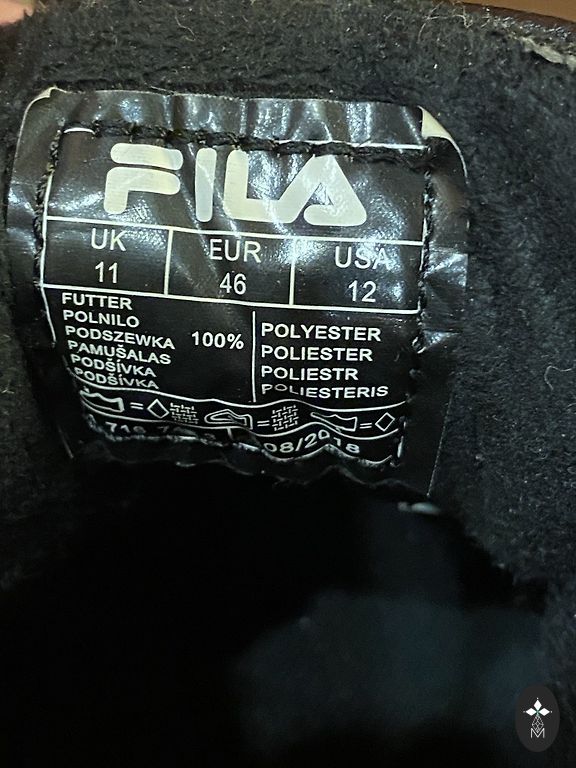 FILA
UK EUR USA
11 46 12
FUTTER
POLNILO
PODSZEWKA 100%
PAMUŠALAS
PODŠÍVKA
PODŠÍVKA
POLYESTER
POLIESTER
POLIESTR
POLIESTERIS
08/2018
M